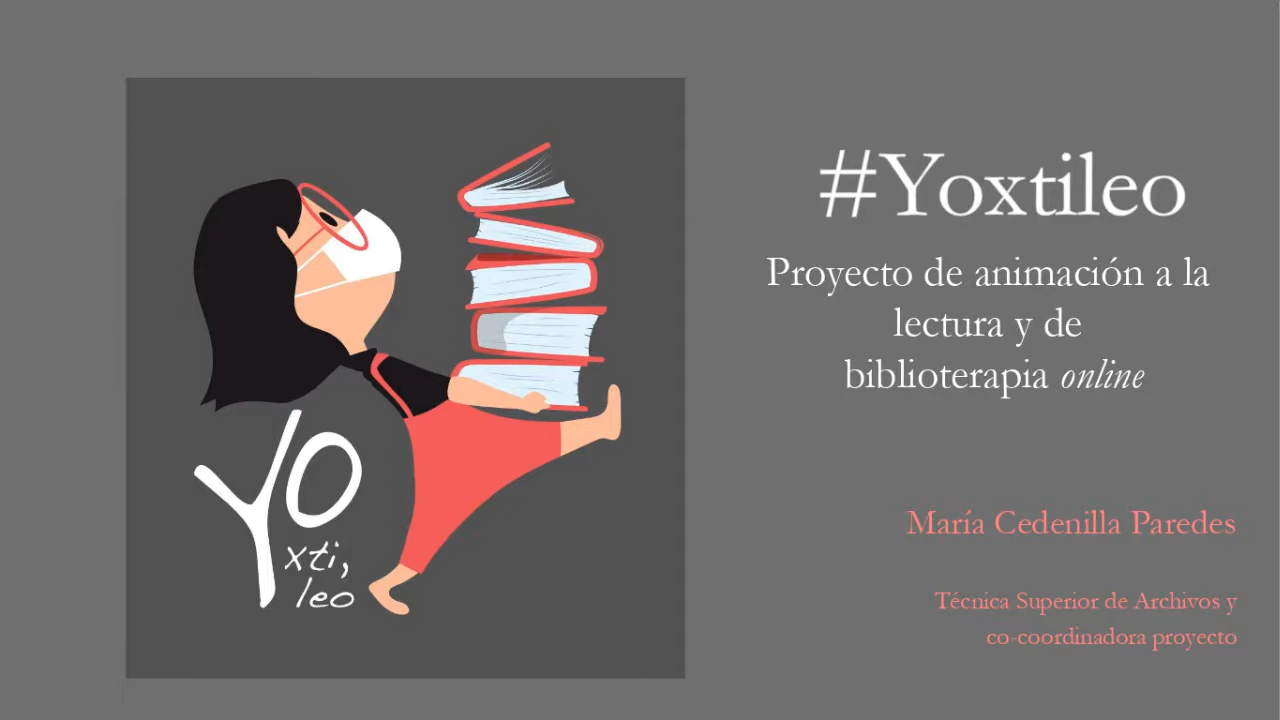 #Yoxtileo
Proyecto de animación a la
lectura y de
biblioterapia online
María Cedenilla Paredes
Técnica Superior de Archivos y
co-coordinadora proyecto
Yo
xti,
leo